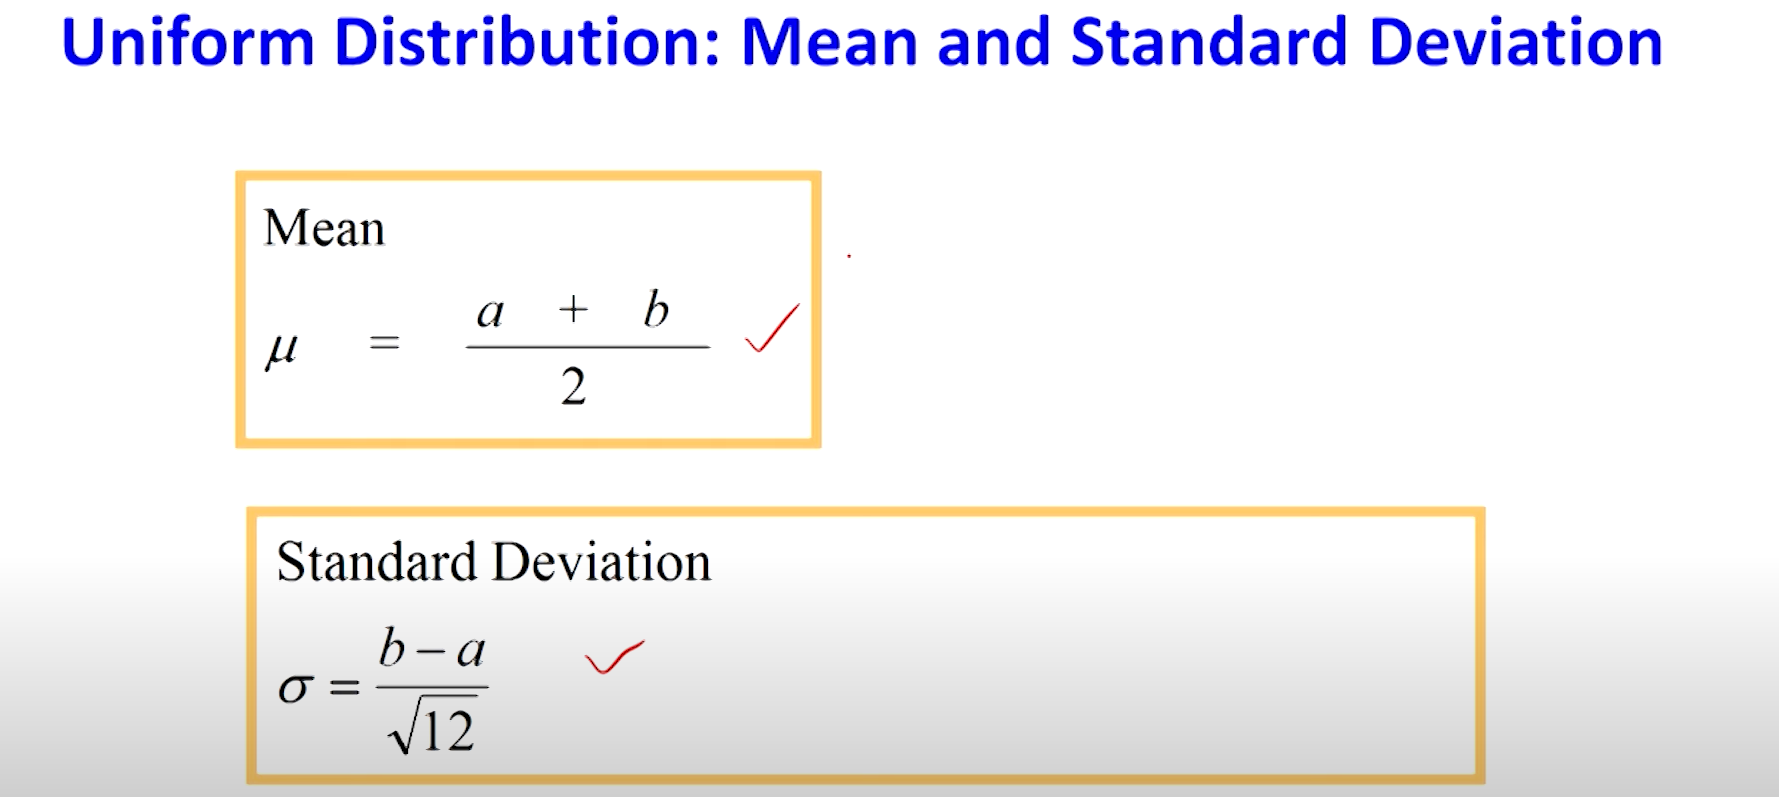 Uniform Distribution: Mean and Standard Deviation
Mean
μ = a + b / 2
Standard Deviation
σ = b – a / √12